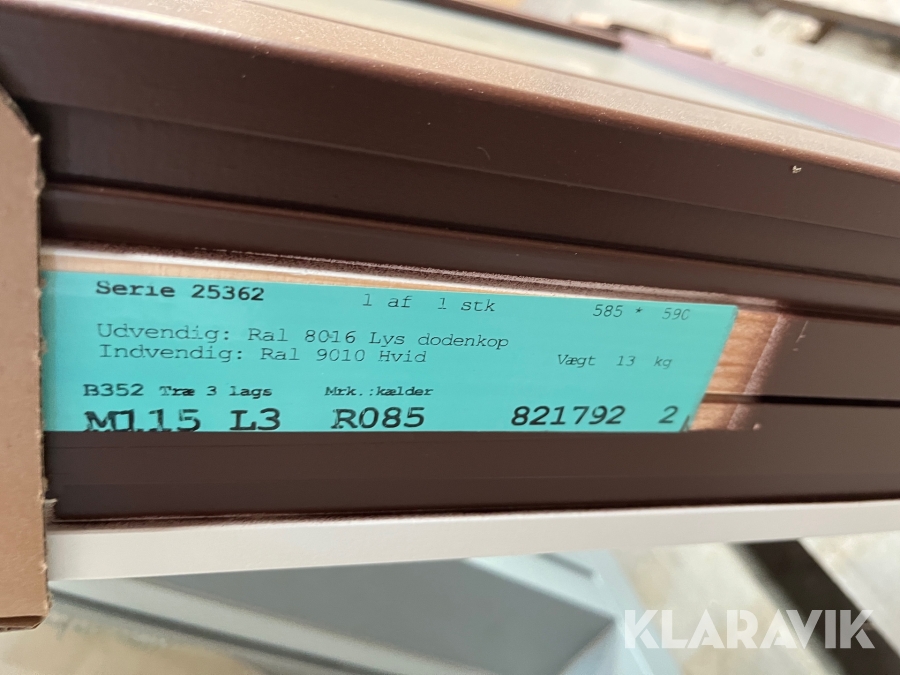 Serie 25362 1 af 1 stk 585 * 590
Udvendig: Ral 8016 Lys dodenkop
Indvendig: Ral 9010 Hvid Vægt 13 kg
B352 Træ 3 lags Mrk.:kælder
M115 L3 R085 821792 2
KLARAVIK